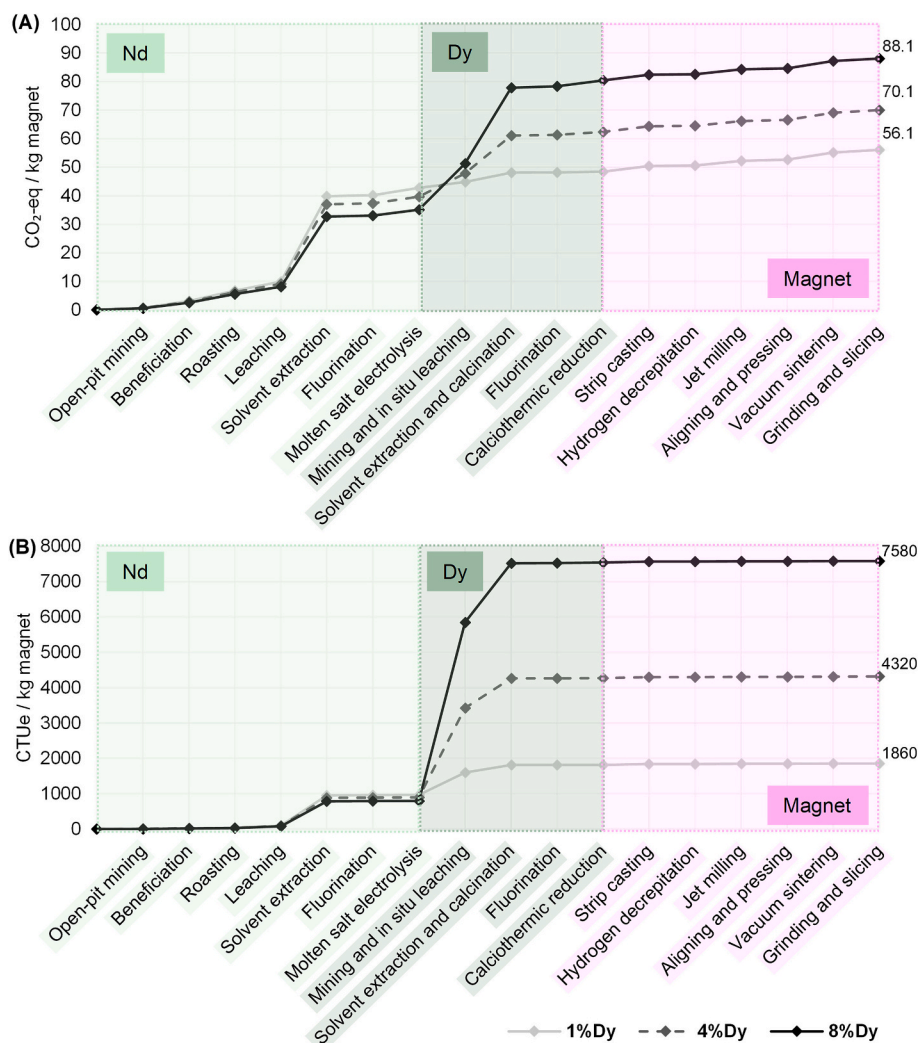 (A)
100
90
80
70
60
50
40
30
20
10
0
CO₂-eq / kg magnet
Nd
Dy
Magnet
88.1
70.1
56.1
Open-pit mining
Beneficiation
Roasting
Leaching
Solvent extraction
Fluorination
Molten salt electrolysis
Mining and in situ leaching
Solvent extraction and calcination
Fluorination
Calciothermic reduction
Strip casting
Hydrogen decrepitation
Jet milling
Aligning and pressing
Vacuum sintering
Grinding and slicing
(B)
8000
7000
6000
5000
4000
3000
2000
1000
0
CTUe / kg magnet
Nd
Dy
Magnet
7580
4320
1860
Open-pit mining
Beneficiation
Roasting
Leaching
Solvent extraction
Fluorination
Molten salt electrolysis
Mining and in situ leaching
Solvent extraction and calcination
Fluorination
Calciothermic reduction
Strip casting
Hydrogen decrepitation
Jet milling
Aligning and pressing
Vacuum sintering
Grinding and slicing
1%Dy 4%Dy 8%Dy